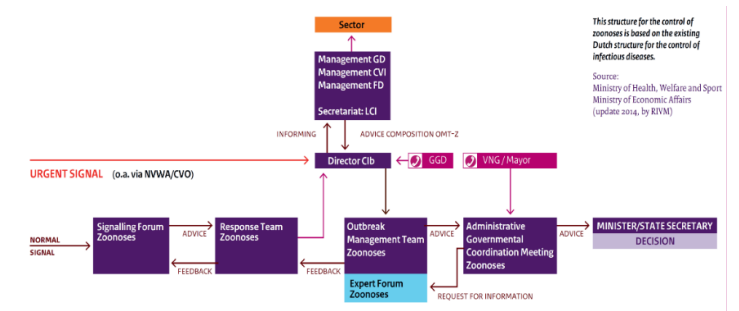 Sector
This structure for the control of
zoonoses is based on the existing
Dutch structure for the control of
infectious diseases.
Source:
Ministry of Health, Welfare and Sport
Ministry of Economic Affairs
(update 2014, by RIVM)
Management GD
Management CVI
Management FD
Secretariat: LCI
INFORMING
ADVICE COMPOSITION OMT-Z
URGENT SIGNAL (o.a. via NVWA/CVO)
Director CIb
GGD
VNG / Mayor
NORMAL
SIGNAL
Signalling Forum
Zoonoses
ADVICE
FEEDBACK
Response Team
Zoonoses
FEEDBACK
Outbreak
Management Team
Zoonoses
Expert Forum
Zoonoses
ADVICE
REQUEST FOR INFORMATION
Administrative
Governmental
Coordination Meeting
Zoonoses
ADVICE
MINISTER/STATE SECRETARY
DECISION